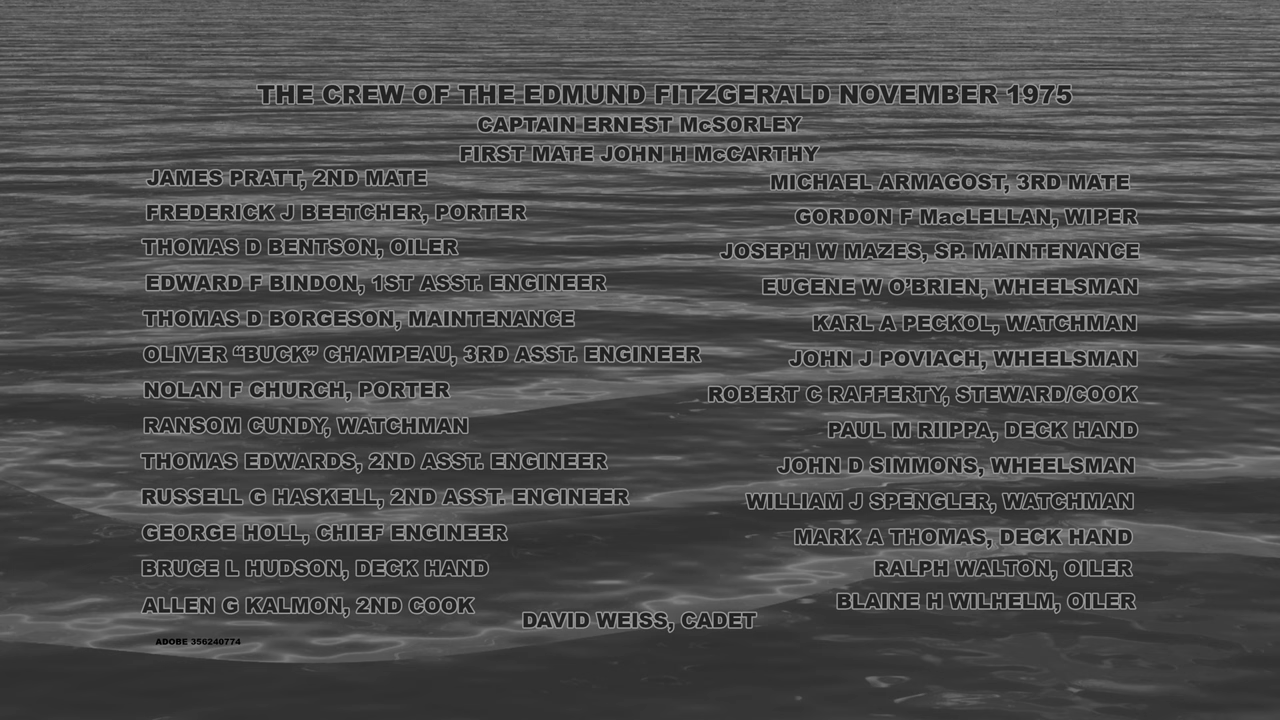 THE CREW OF THE EDMUND FITZGERALD NOVEMBER 1975
CAPTAIN ERNEST McSORLEY
FIRST MATE JOHN H McCARTHY
JAMES PRATT, 2ND MATE
FREDERICK J BEETCHER, PORTER
THOMAS D BENTSON, OILER
EDWARD F BINDON, 1ST ASST. ENGINEER
THOMAS D BORGESON, MAINTENANCE
OLIVER “BUCK” CHAMPEAU, 3RD ASST. ENGINEER
NOLAN F CHURCH, PORTER
RANSOM CUNDY, WATCHMAN
THOMAS EDWARDS, 2ND ASST. ENGINEER
RUSSELL G HASKELL, 2ND ASST. ENGINEER
GEORGE HOLL, CHIEF ENGINEER
BRUCE L HUDSON, DECK HAND
ALLEN G KALMON, 2ND COOK
MICHAEL ARMAGOST, 3RD MATE
GORDON F MacLELLAN, WIPER
JOSEPH W MAZES, SP. MAINTENANCE
EUGENE W O’BRIEN, WHEELSMAN
KARL A PECKOL, WATCHMAN
JOHN J POVIACH, WHEELSMAN
ROBERT C RAFFERTY, STEWARD/COOK
PAUL M RIIPPA, DECK HAND
JOHN D SIMMONS, WHEELSMAN
WILLIAM J SPENGLER, WATCHMAN
MARK A THOMAS, DECK HAND
RALPH WALTON, OILER
BLAINE H WILHELM, OILER
DAVID WEISS, CADET
ADOBE 356240774